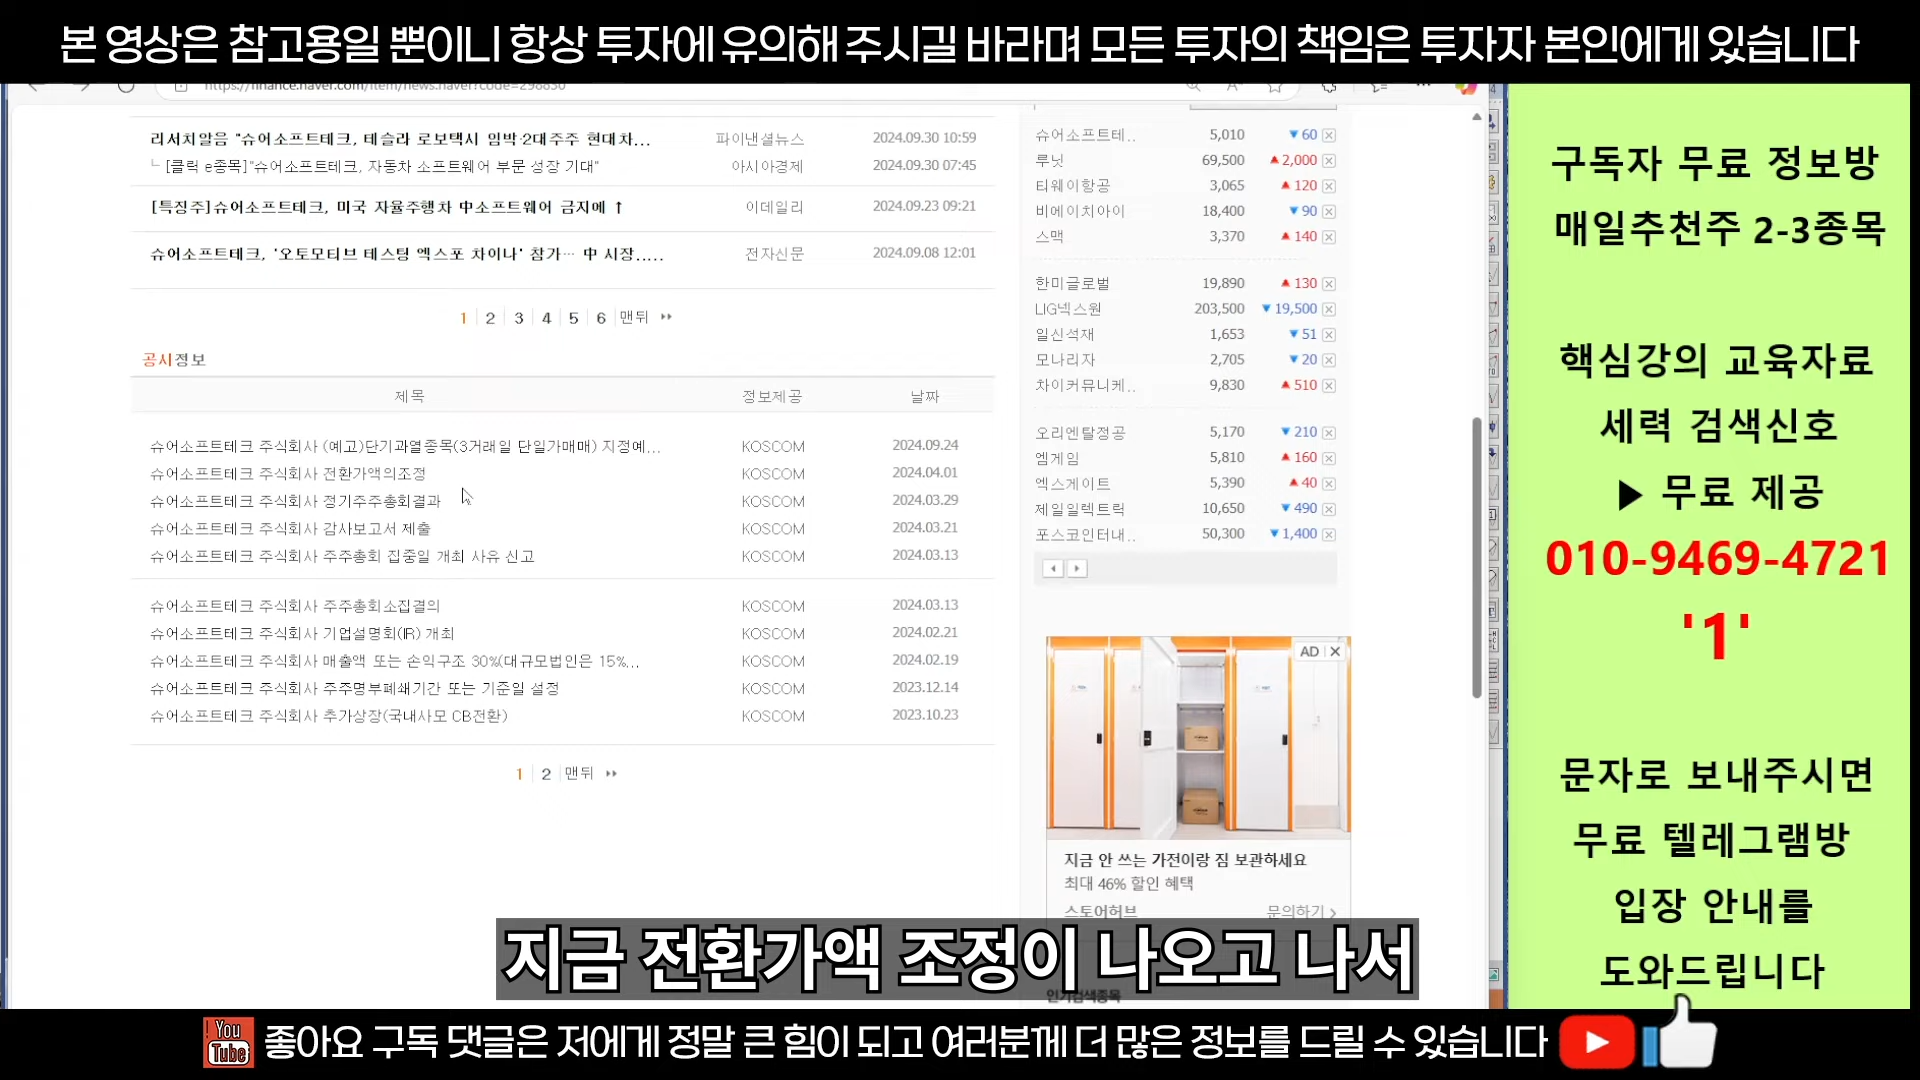 본 영상은 참고용일 뿐이니 항상 투자에 유의해 주시길 바라며 모든 투자의 책임은 투자자 본인에게 있습니다
https://finance.naver.com/item/news.naver?code=298830
리서치알음 "슈어소프트테크, 테슬라 로보택시 임박·2대주주 현대차... 파이낸셜뉴스 2024.09.30 10:59
└ [클릭 e종목]"슈어소프트테크, 자동차 소프트웨어 부문 성장 기대" 아시아경제 2024.09.30 07:45
[특징주]슈어소프트테크, 미국 자율주행차 中소프트웨어 금지에 ↑ 이데일리 2024.09.23 09:21
슈어소프트테크, '오토모티브 테스팅 엑스포 차이나' 참가… 中 시장..... 전자신문 2024.09.08 12:01
1 2 3 4 5 6 맨뒤
공시정보
제목 정보제공 날짜
슈어소프트테크 주식회사 (예고)단기과열종목(3거래일 단일가매매) 지정예... KOSCOM 2024.09.24
슈어소프트테크 주식회사 전환가액의조정 KOSCOM 2024.04.01
슈어소프트테크 주식회사 정기주주총회결과 KOSCOM 2024.03.29
슈어소프트테크 주식회사 감사보고서 제출 KOSCOM 2024.03.21
슈어소프트테크 주식회사 주주총회 집중일 개최 사유 신고 KOSCOM 2024.03.13
슈어소프트테크 주식회사 주주총회소집결의 KOSCOM 2024.03.13
슈어소프트테크 주식회사 기업설명회(IR) 개최 KOSCOM 2024.02.21
슈어소프트테크 주식회사 매출액 또는 손익구조 30%(대규모법인은 15%... KOSCOM 2024.02.19
슈어소프트테크 주식회사 주주명부폐쇄기간 또는 기준일 설정 KOSCOM 2023.12.14
슈어소프트테크 주식회사 추가상장(국내사모 CB전환) KOSCOM 2023.10.23
1 2 맨뒤
슈어소프트테.. 5,010 ▼60
루닛 69,500 ▲2,000
티웨이항공 3,065 ▲120
비에이치아이 18,400 ▼90
스맥 3,370 ▲140
한미글로벌 19,890 ▲130
LIG넥스원 203,500 ▼19,500
일신석재 1,653 ▼51
모나리자 2,705 ▼20
차이커뮤니케.. 9,830 ▲510
오리엔탈정공 5,170 ▼210
엠게임 5,810 ▲160
엑스게이트 5,390 ▲40
제일일렉트릭 10,650 ▼490
포스코인터내.. 50,300 ▼1,400
AD
지금 안 쓰는 가전이랑 짐 보관하세요
최대 46% 할인 혜택
스토어허브 문의하기
인기검색종목
지금 전환가액 조정이 나오고 나서
구독자 무료 정보방
매일추천주 2-3종목
핵심강의 교육자료
세력 검색신호
▶ 무료 제공
010-9469-4721
'1'
문자로 보내주시면
무료 텔레그램방
입장 안내를
도와드립니다
You
Tube
좋아요 구독 댓글은 저에게 정말 큰 힘이 되고 여러분께 더 많은 정보를 드릴 수 있습니다